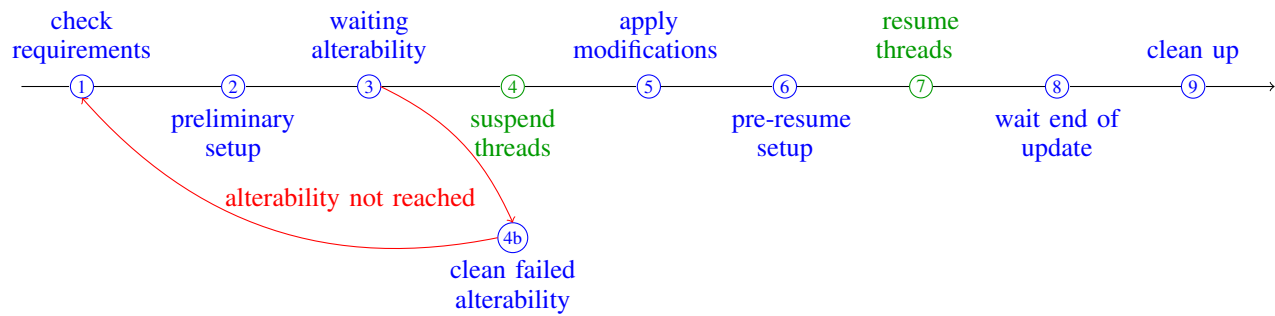 check
requirements
waiting
alterability
apply
modifications
resume
threads
clean up
1
2
3
4
5
6
7
8
9
preliminary
setup
suspend
threads
pre-resume
setup
wait end of
update
alterability not reached
4b
clean failed
alterability